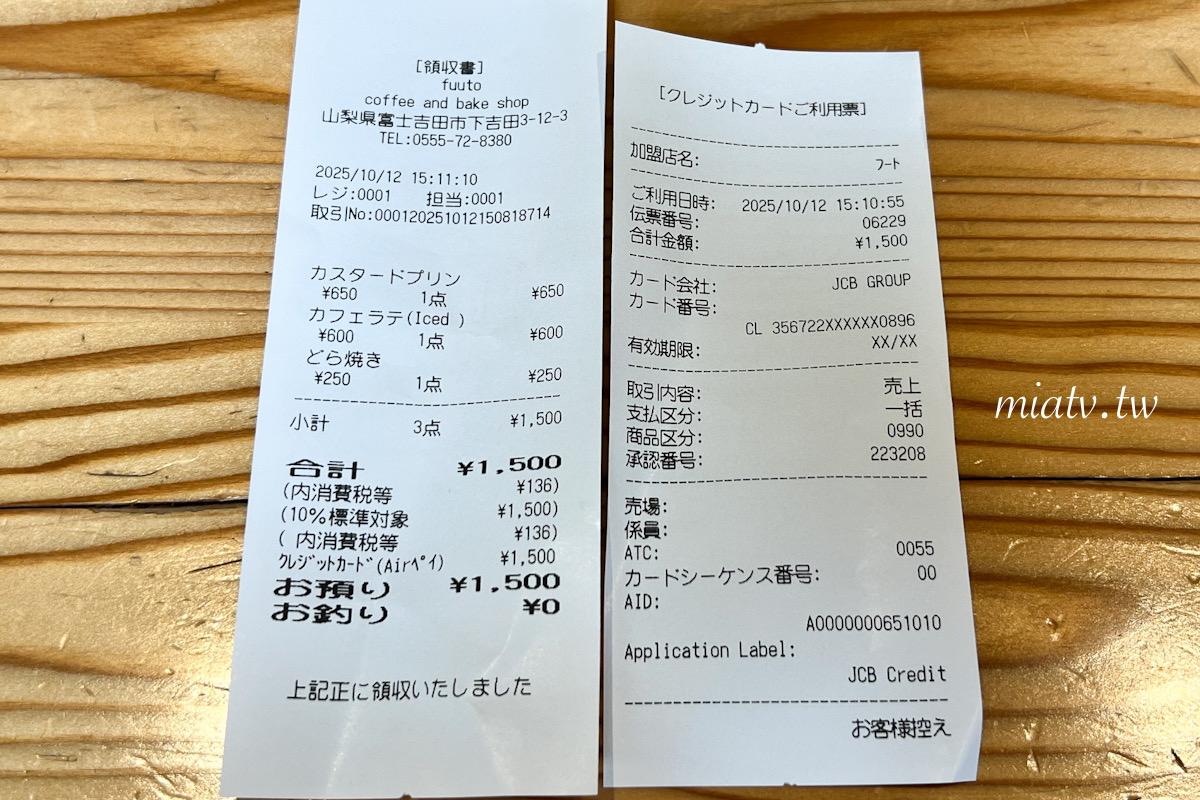 [領収書]
fuuto
coffee and bake shop
山梨県富士吉田市下吉田3-12-3
TEL:0555-72-8380
2025/10/12 15:11:10
レジ:0001 担当:0001
取引No:00012025101215081​8714
カスタードプリン
¥650 1点 ¥650
カフェラテ(Iced )
¥600 1点 ¥600
どら焼き
¥250 1点 ¥250
小計 3点 ¥1,500
合計 ¥1,500
(内消費税等 ¥136)
(10%標準対象 ¥1,500)
( 内消費税等 ¥136)
クレジットカード(Airペイ) ¥1,500
お預り ¥1,500
お釣り ¥0
上記正に領収いたしました
[クレジットカードご利用票]
加盟店名: フート
ご利用日時: 2025/10/12 15:10:55
伝票番号: 06229
合計金額: ¥1,500
カード会社: JCB GROUP
カード番号:
CL 356722XXXXXX0896
有効期限: XX/XX
取引内容: 売上
支払区分: 一括
商品区分: 0990
承認番号: 223208
売場:
係員:
ATC: 0055
カードシーケンス番号: 00
AID:
A0000000651010
Application Label:
JCB Credit
お客様控え
miatv.tw